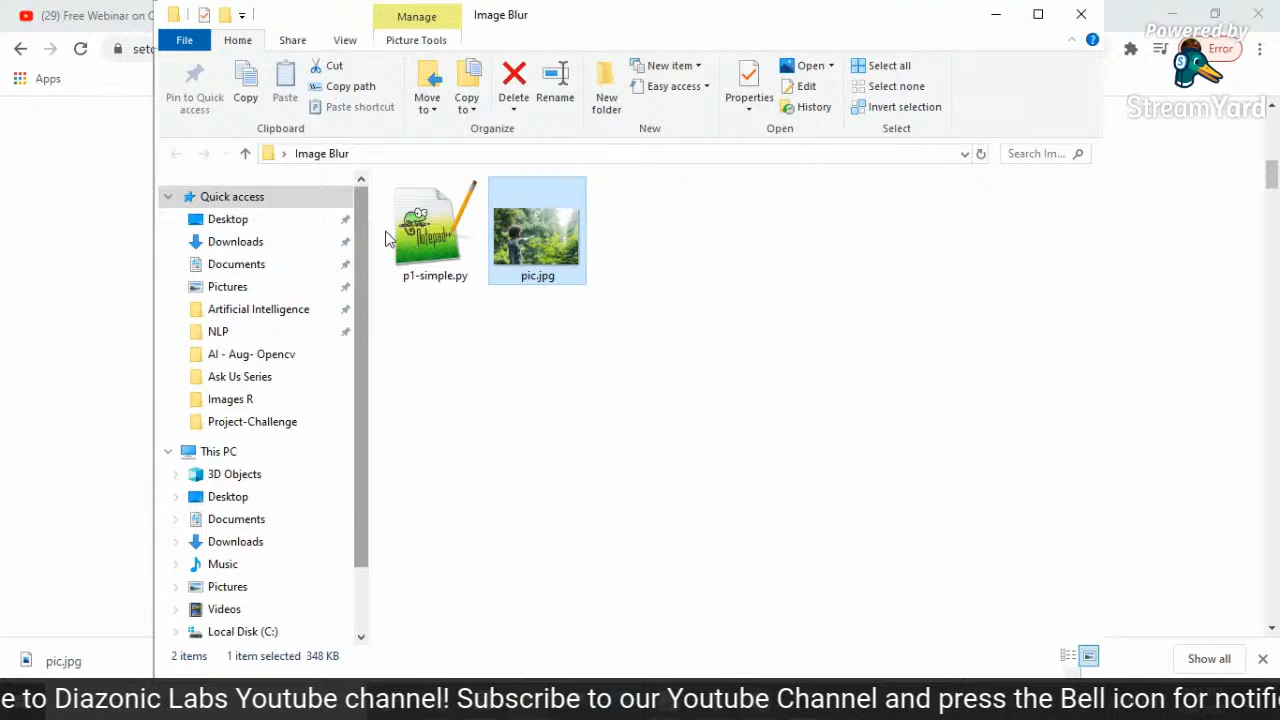 (29) Free Webinar on C
Manage
Image Blur
Powered by
StreamYard
File
Home
Share
View
Picture Tools
Error
Apps
Pin to Quick access
Copy
Paste
Cut
Copy path
Paste shortcut
Clipboard
Move to
Copy to
Delete
Rename
Organize
New folder
New item
Easy access
New
Properties
Open
Edit
History
Open
Select all
Select none
Invert selection
Select
Image Blur
Search Im...
Quick access
Desktop
Downloads
Documents
Pictures
Artificial Intelligence
NLP
AI - Aug- Opencv
Ask Us Series
Images R
Project-Challenge
This PC
3D Objects
Desktop
Documents
Downloads
Music
Pictures
Videos
Local Disk (C:)
Notepad++
p1-simple.py
pic.jpg
2 items
1 item selected 348 KB
pic.jpg
Show all
e to Diazonic Labs Youtube channel! Subscribe to our Youtube Channel and press the Bell icon for notifi